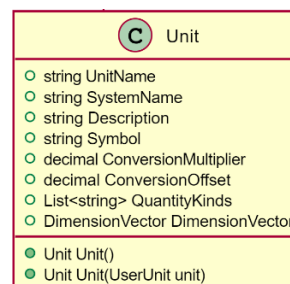 C Unit
string UnitName
string SystemName
string Description
string Symbol
decimal ConversionMultiplier
decimal ConversionOffset
List<string> QuantityKinds
DimensionVector DimensionVector
Unit Unit()
Unit Unit(UserUnit unit)